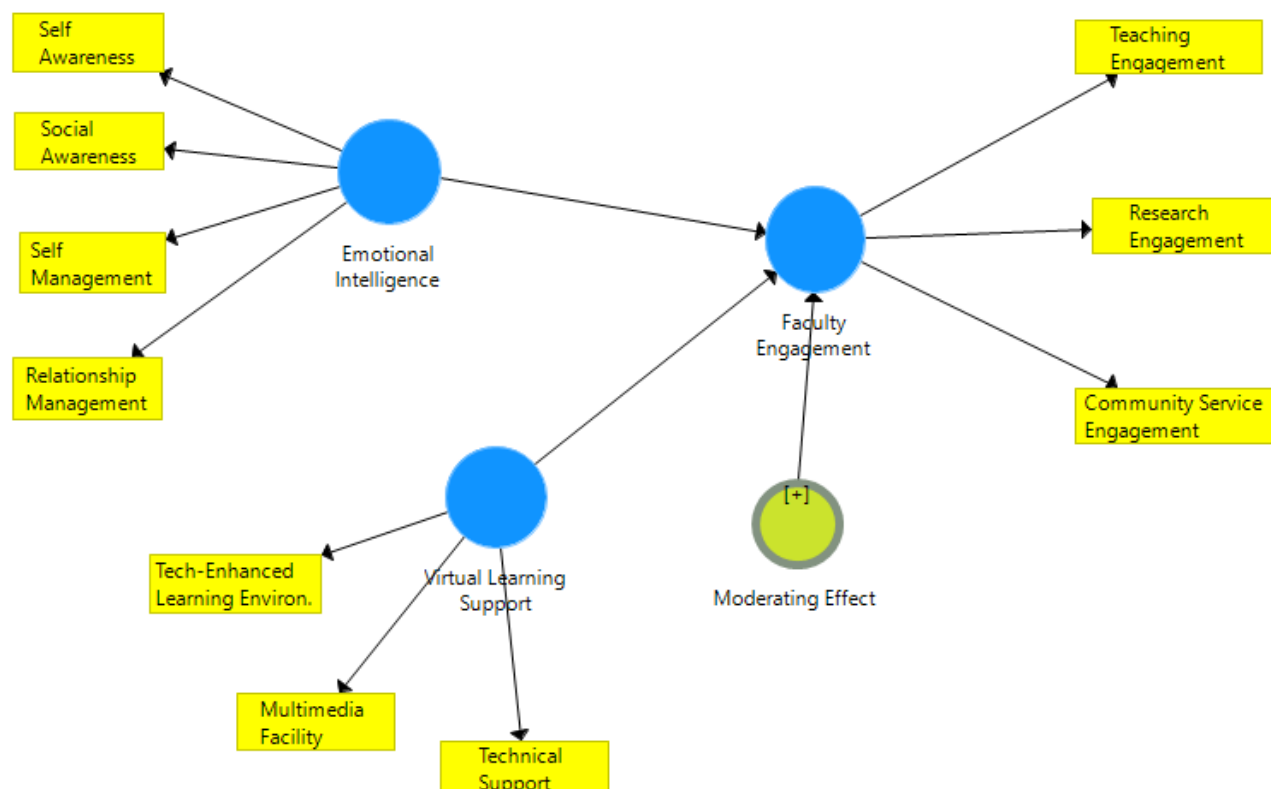 Self
Awareness
Social
Awareness
Self
Management
Relationship
Management
Emotional
Intelligence
Teaching
Engagement
Research
Engagement
Community Service
Engagement
Faculty
Engagement
[+]
Moderating Effect
Virtual Learning
Support
Tech-Enhanced
Learning Environ.
Multimedia
Facility
Technical
Support